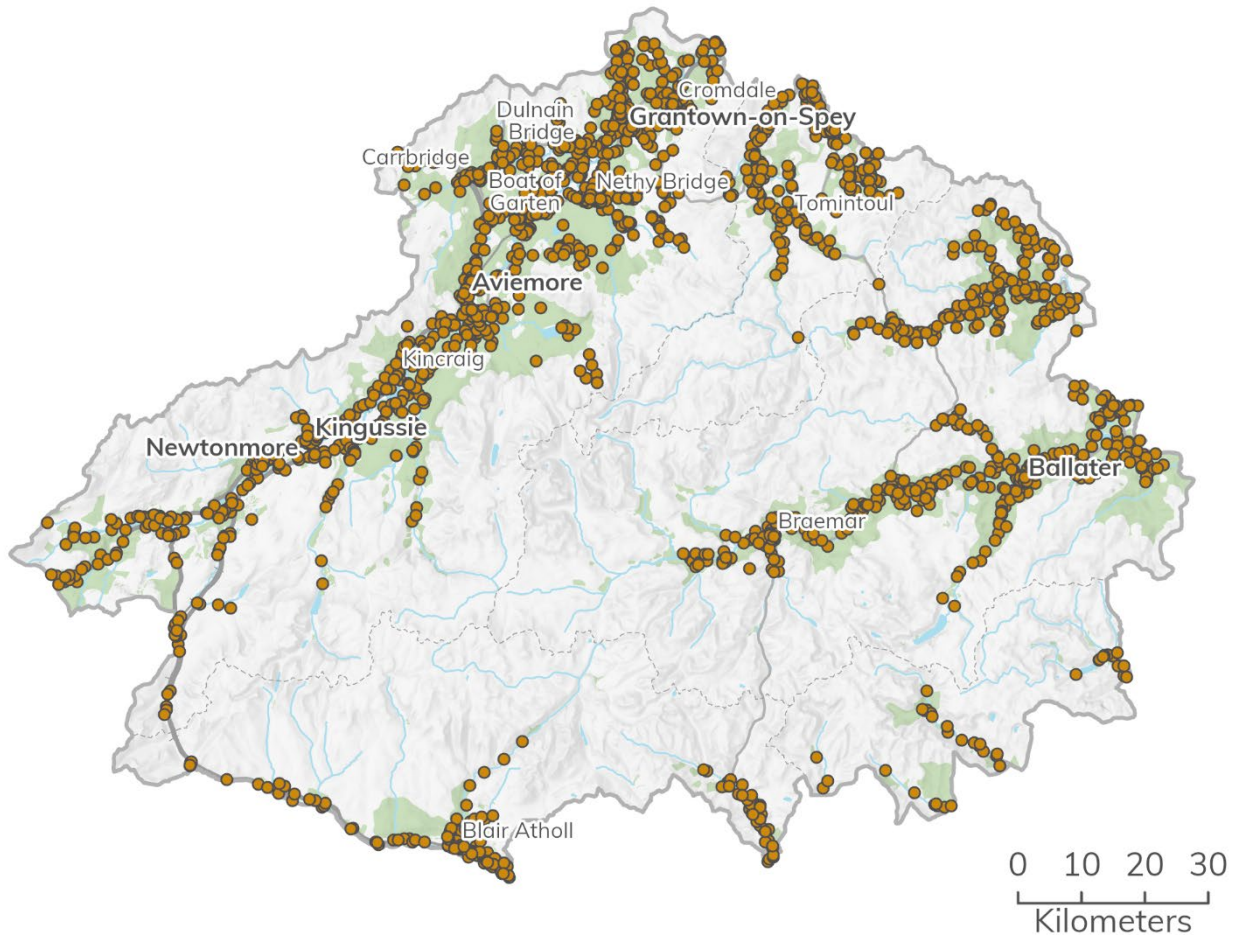 Cromdale
Dulnain
Bridge
Grantown-on-Spey
Carrbridge
Boat of
Garten
Nethy Bridge
Tomintoul
Aviemore
Kincraig
Kingussie
Newtonmore
Ballater
Braemar
Blair Atholl
0 10 20 30
Kilometers